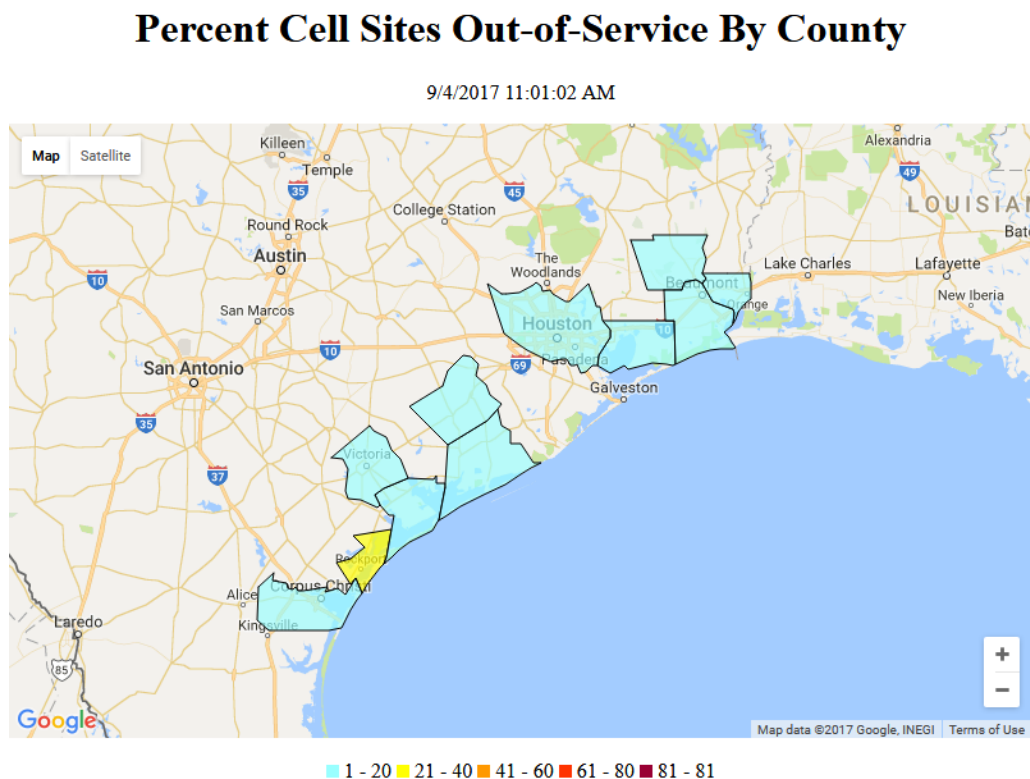 Percent Cell Sites Out-of-Service By County
9/4/2017 11:01:02 AM
Map Satellite
Killeen
Temple
Alexandria
35
45
49
College Station
LOUISIAN
Round Rock
Bat
Austin
The
Woodlands
Lake Charles
Lafayette
10
Beaumont
New Iberia
Orange
San Marcos
Houston
10
10
Pasadena
San Antonio
69
Galveston
35
Victoria
37
Rockport
Corpus Christi
Alice
Laredo
Kingsville
85
+
−
Google
Map data ©2017 Google, INEGI Terms of Use
1 - 20 21 - 40 41 - 60 61 - 80 81 - 81